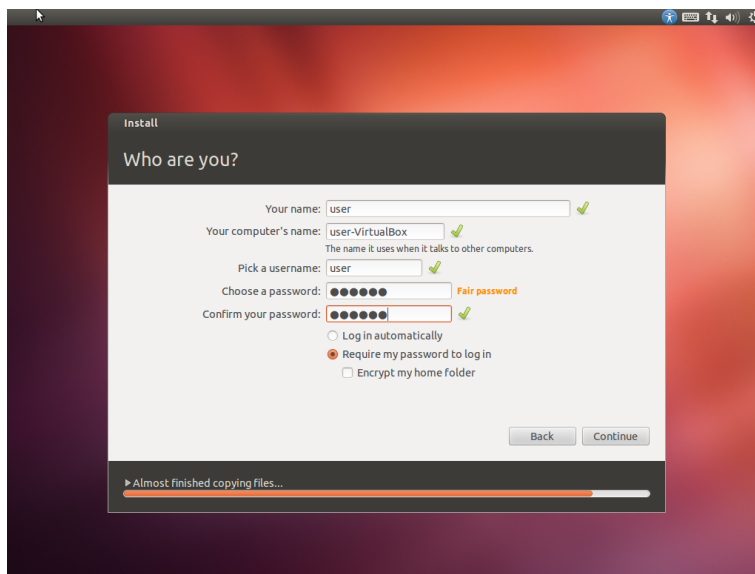 Install
Who are you?
Your name: user
Your computer's name: user-VirtualBox
The name it uses when it talks to other computers.
Pick a username: user
Choose a password: ●●●●●● Fair password
Confirm your password: ●●●●●●
Log in automatically
Require my password to log in
Encrypt my home folder
Back Continue
Almost finished copying files...